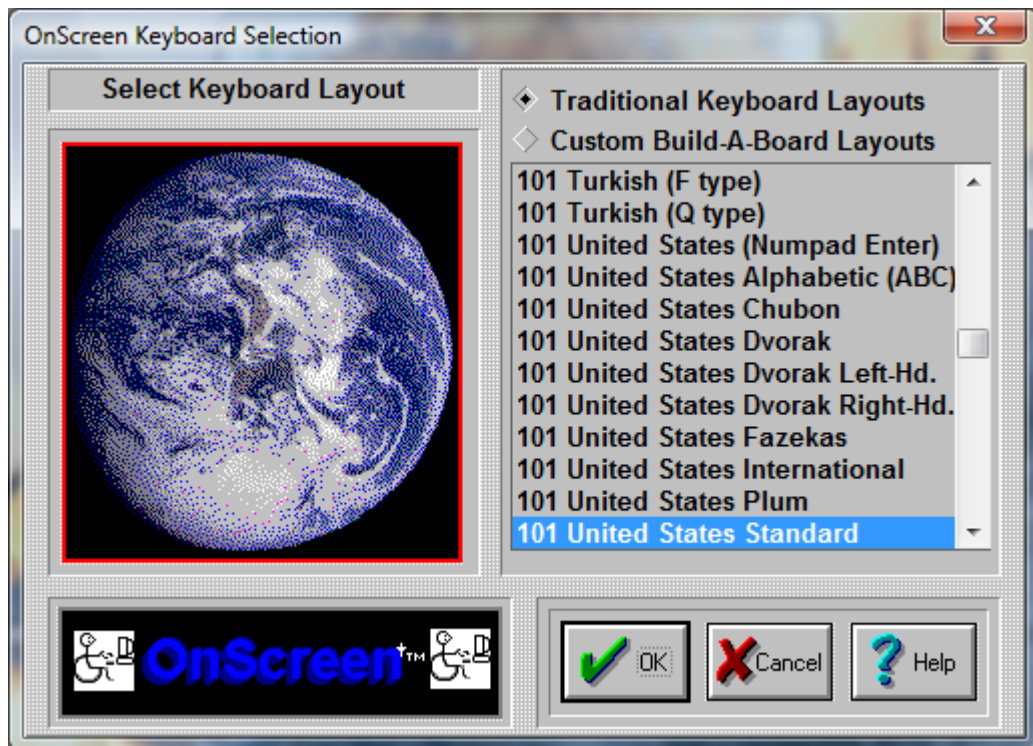 OnScreen Keyboard Selection
Select Keyboard Layout
Traditional Keyboard Layouts
Custom Build-A-Board Layouts
101 Turkish (F type)
101 Turkish (Q type)
101 United States (Numpad Enter)
101 United States Alphabetic (ABC)
101 United States Chubon
101 United States Dvorak
101 United States Dvorak Left-Hd.
101 United States Dvorak Right-Hd.
101 United States Fazekas
101 United States International
101 United States Plum
101 United States Standard
OnScreen†™
OK
Cancel
Help